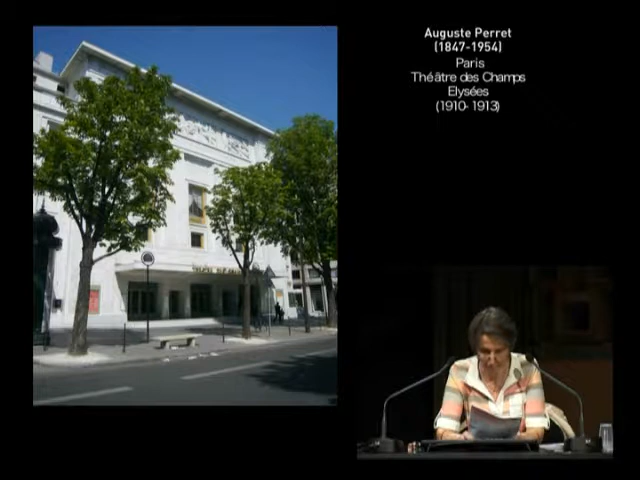 Auguste Perret
(1847-1954)
Paris
Théâtre des Champs
Elysées
(1910- 1913)